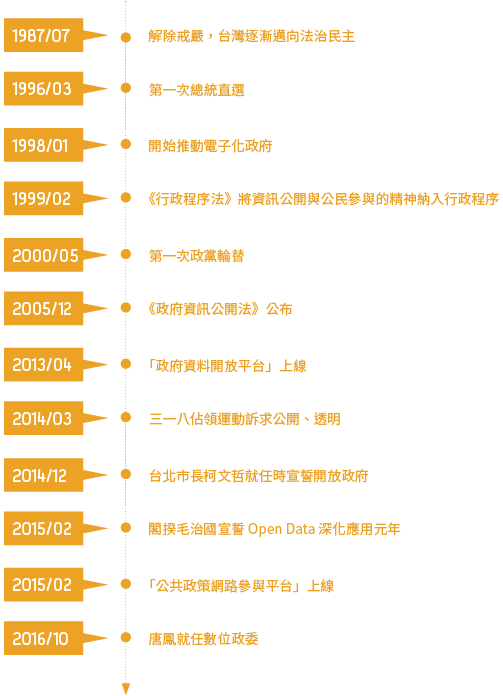 1987/07 解除戒嚴，台灣逐漸邁向法治民主
1996/03 第一次總統直選
1998/01 開始推動電子化政府
1999/02 《行政程序法》將資訊公開與公民參與的精神納入行政程序
2000/05 第一次政黨輪替
2005/12 《政府資訊公開法》公布
2013/04 「政府資料開放平台」上線
2014/03 三一八佔領運動訴求公開、透明
2014/12 台北市長柯文哲就任時宣誓開放政府
2015/02 閣揆毛治國宣誓 Open Data 深化應用元年
2015/02 「公共政策網路參與平台」上線
2016/10 唐鳳就任數位政委